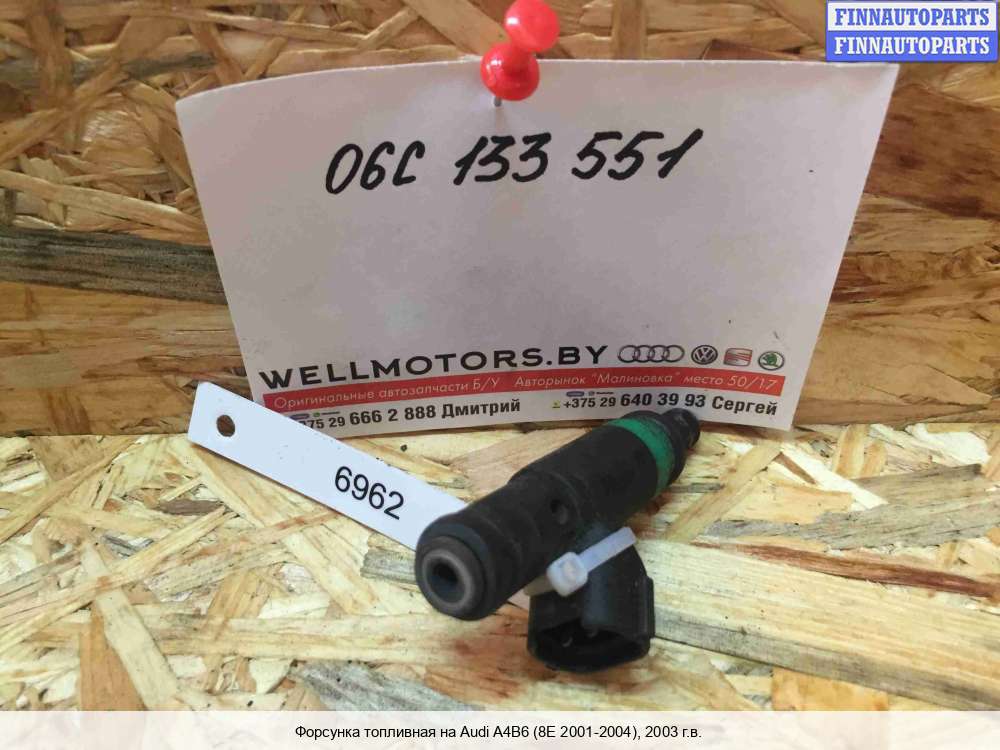 FINNAUTOPARTS
FINNAUTOPARTS
06C 133 551
WELLMOTORS.BY
Оригинальные автозапчасти Б/У Авторынок "Малиновка" место 50/17
+375 29 666 2 888 Дмитрий +375 29 640 39 93 Сергей
6962
Форсунка топливная на Audi A4B6 (8E 2001-2004), 2003 г.в.